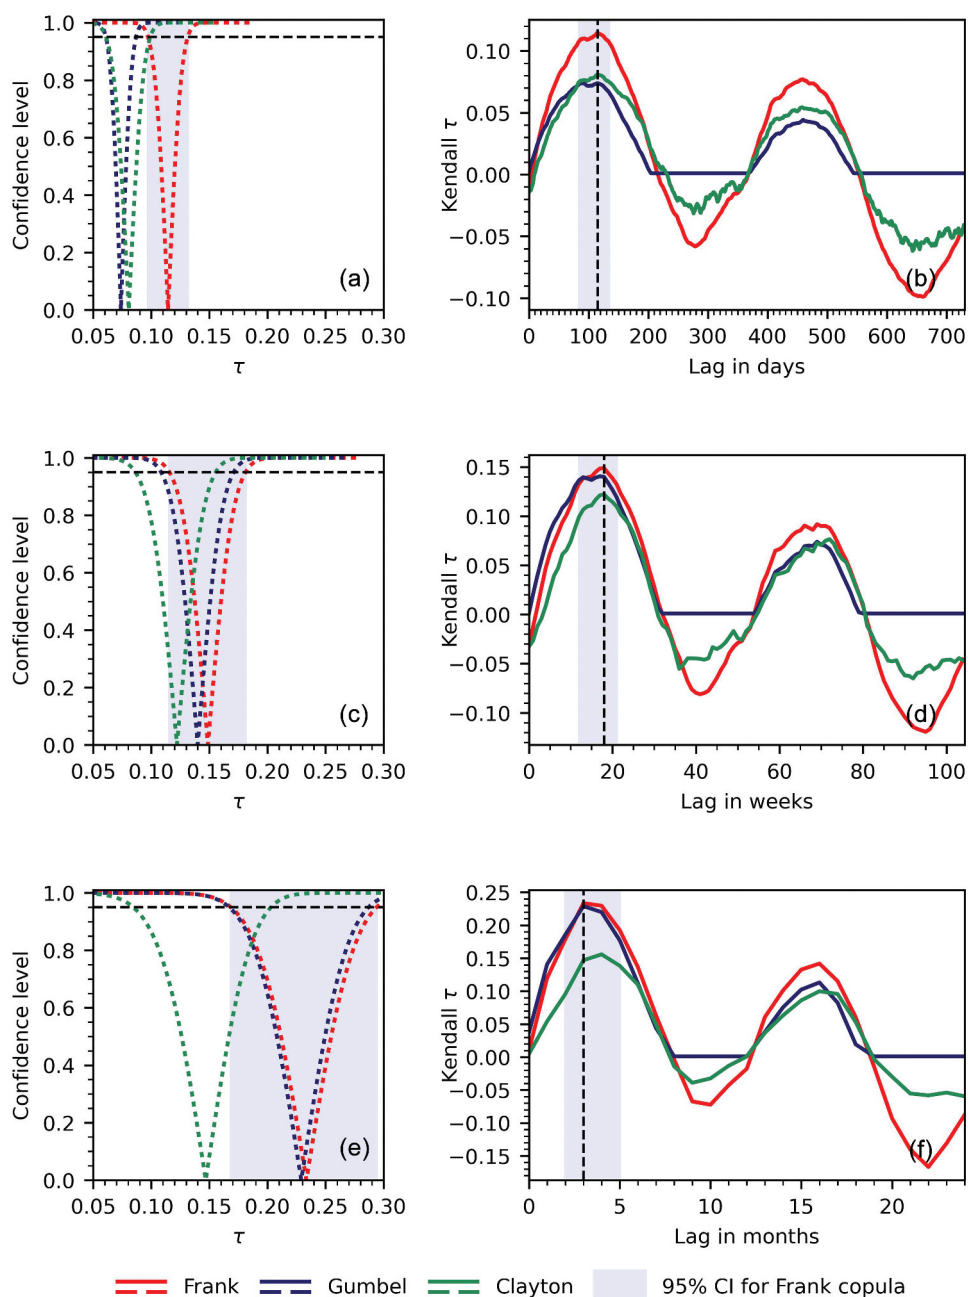 1.0
0.8
0.6
0.4
0.2
0.0
Confidence level
0.05 0.10 0.15 0.20 0.25 0.30
τ
(a)
0.10
0.05
0.00
−0.05
−0.10
Kendall τ
0 100 200 300 400 500 600 700
Lag in days
(b)
1.0
0.8
0.6
0.4
0.2
0.0
Confidence level
0.05 0.10 0.15 0.20 0.25 0.30
τ
(c)
0.15
0.10
0.05
0.00
−0.05
−0.10
Kendall τ
0 20 40 60 80 100
Lag in weeks
(d)
1.0
0.8
0.6
0.4
0.2
0.0
Confidence level
0.05 0.10 0.15 0.20 0.25 0.30
τ
(e)
0.25
0.20
0.15
0.10
0.05
0.00
−0.05
−0.10
−0.15
Kendall τ
0 5 10 15 20
Lag in months
(f)
Frank Gumbel Clayton 95% CI for Frank copula